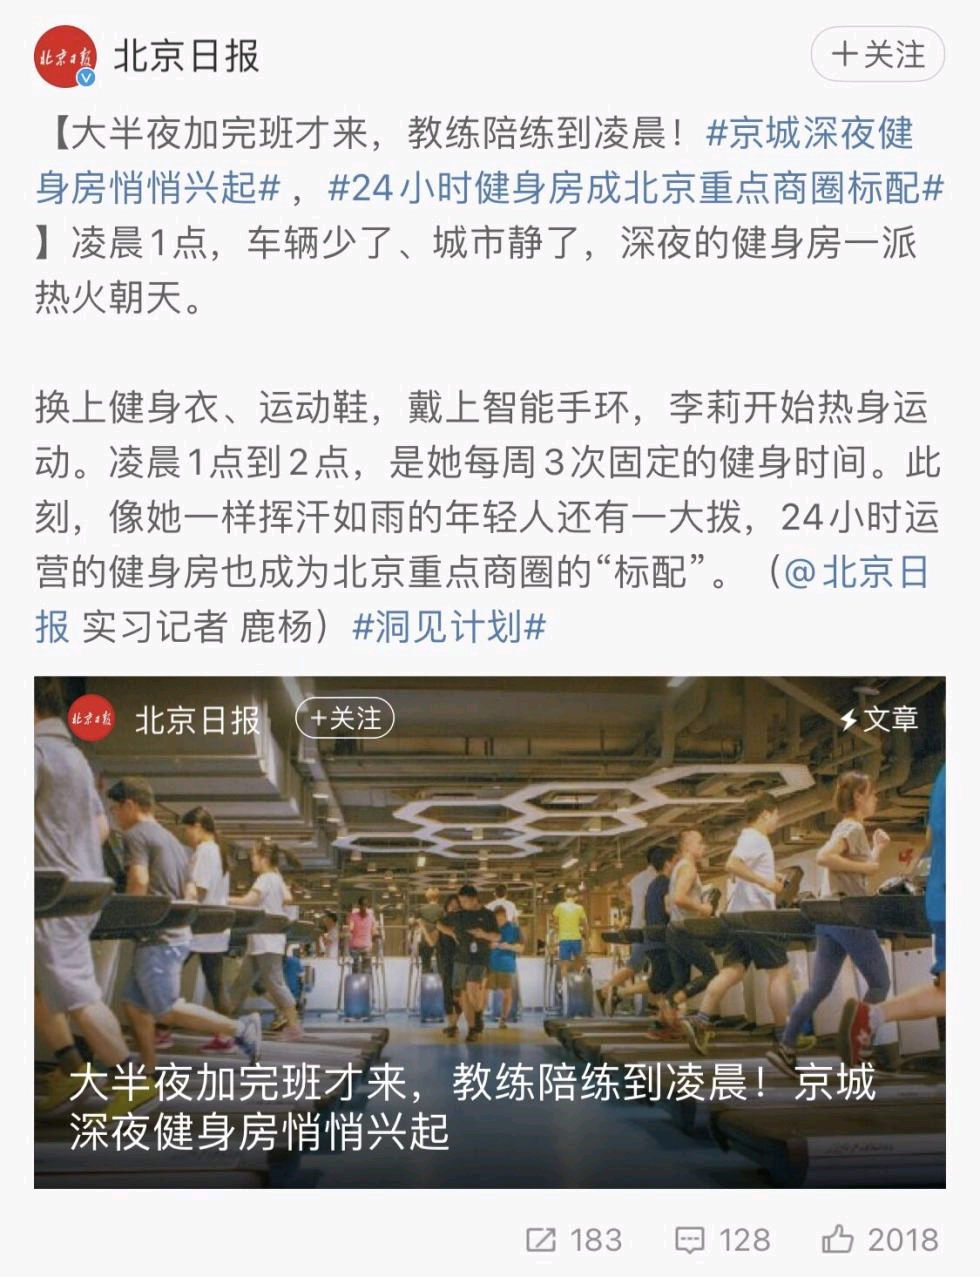 北京日报
北京日报
+关注
【大半夜加完班才来，教练陪练到凌晨！#京城深夜健
身房悄悄兴起#，#24小时健身房成北京重点商圈标配#
】凌晨1点，车辆少了、城市静了，深夜的健身房一派
热火朝天。
换上健身衣、运动鞋，戴上智能手环，李莉开始热身运
动。凌晨1点到2点，是她每周3次固定的健身时间。此
刻，像她一样挥汗如雨的年轻人还有一大拨，24小时运
营的健身房也成为北京重点商圈的“标配”。（@北京日
报 实习记者 鹿杨）#洞见计划#
北京日报
北京日报
+关注
文章
大半夜加完班才来，教练陪练到凌晨！京城
深夜健身房悄悄兴起
183
128
2018